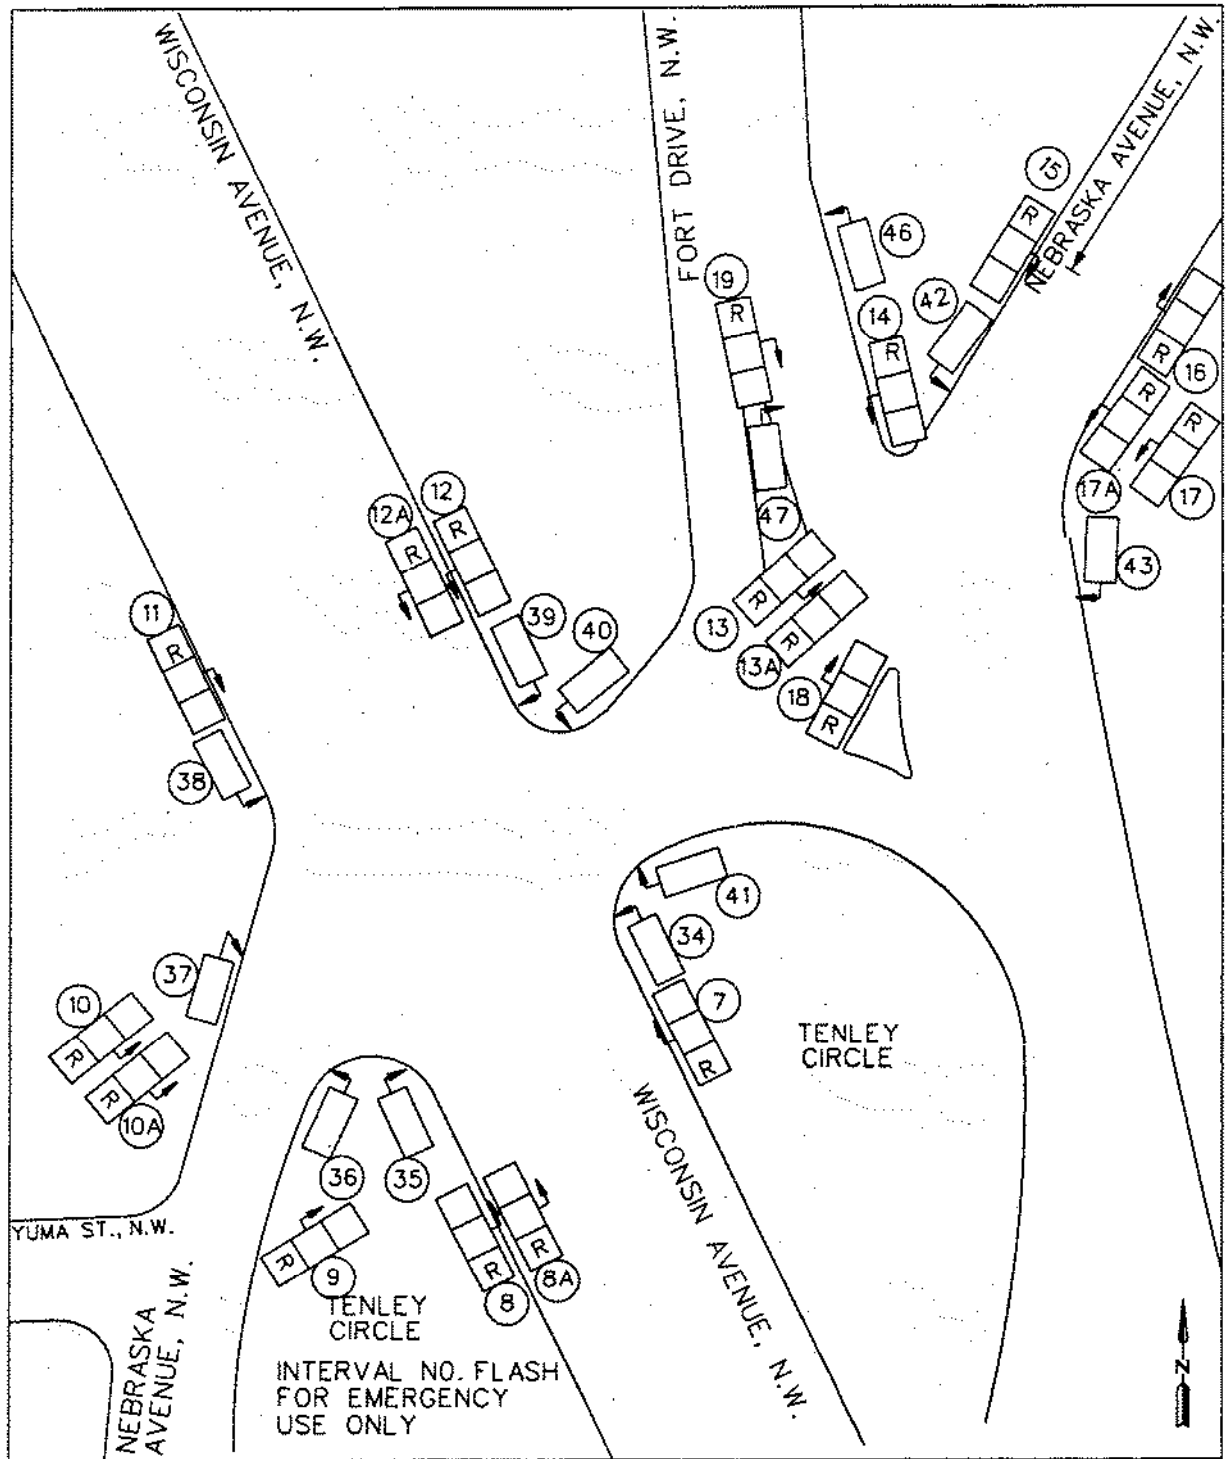 WISCONSIN AVENUE, N.W.
FORT DRIVE, N.W.
NEBRASKA AVENUE, N.W.
15
R
46
19
R
42
14
R
R
16
R
R
17A
17
12
12A
R
R
47
43
11
R
39
40
R
13
R
13A
18
R
38
41
34
7
R
37
10
R
R
10A
TENLEY
CIRCLE
WISCONSIN AVENUE, N.W.
36
35
YUMA ST., N.W.
R
9
R
8
R
8A
TENLEY
CIRCLE
NEBRASKA
AVENUE, N.W.
INTERVAL NO. FLASH
FOR EMERGENCY
USE ONLY
N